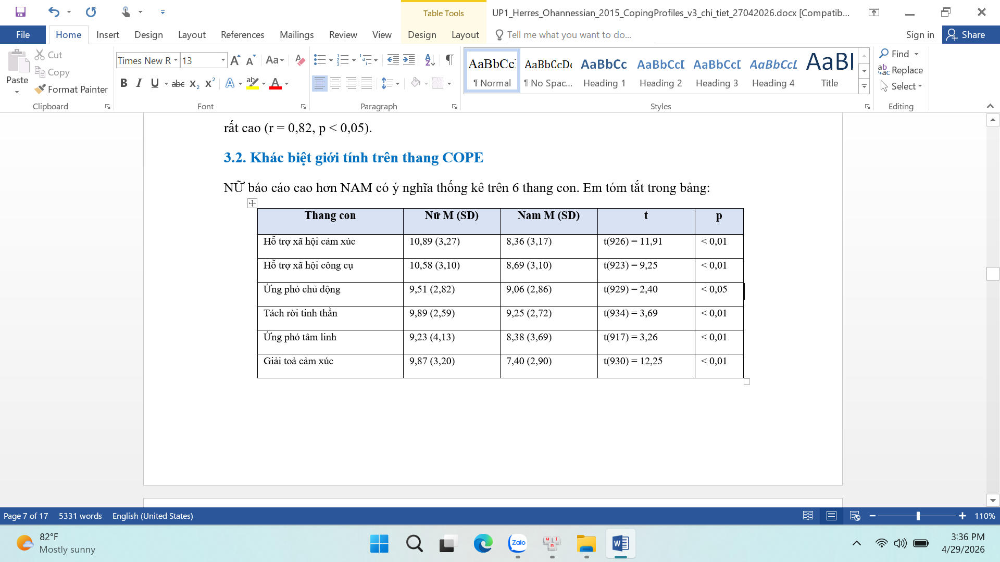 Table Tools
UP1_Herres_Ohannessian_2015_CopingProfiles_v3_chi_tiet_27042026.docx [Compatib...
File Home Insert Design Layout References Mailings Review View Design Layout Tell me what you want to do... Sign in Share
Paste
Cut
Copy
Format Painter
Clipboard
Times New R 13
Font
Paragraph
AaBbCc
¶ Normal
AaBbCcDc
¶ No Spac...
AaBbCc
Heading 1
AaBbCcD
Heading 2
AaBbCcD
Heading 3
AaBbCcD
Heading 4
AaBl
Title
Styles
Find
Replace
Select
Editing
rất cao (r = 0,82, p < 0,05).
3.2. Khác biệt giới tính trên thang COPE
NỮ báo cáo cao hơn NAM có ý nghĩa thống kê trên 6 thang con. Em tóm tắt trong bảng:
Thang con Nữ M (SD) Nam M (SD) t p
Hỗ trợ xã hội cảm xúc 10,89 (3,27) 8,36 (3,17) t(926) = 11,91 < 0,01
Hỗ trợ xã hội công cụ 10,58 (3,10) 8,69 (3,10) t(923) = 9,25 < 0,01
Ứng phó chủ động 9,51 (2,82) 9,06 (2,86) t(929) = 2,40 < 0,05
Tách rời tinh thần 9,89 (2,59) 9,25 (2,72) t(934) = 3,69 < 0,01
Ứng phó tâm linh 9,23 (4,13) 8,38 (3,69) t(917) = 3,26 < 0,01
Giải toả cảm xúc 9,87 (3,20) 7,40 (2,90) t(930) = 12,25 < 0,01
Page 7 of 17 5331 words English (United States) 110%
82°F
Mostly sunny
Zalo
3:36 PM
4/29/2026